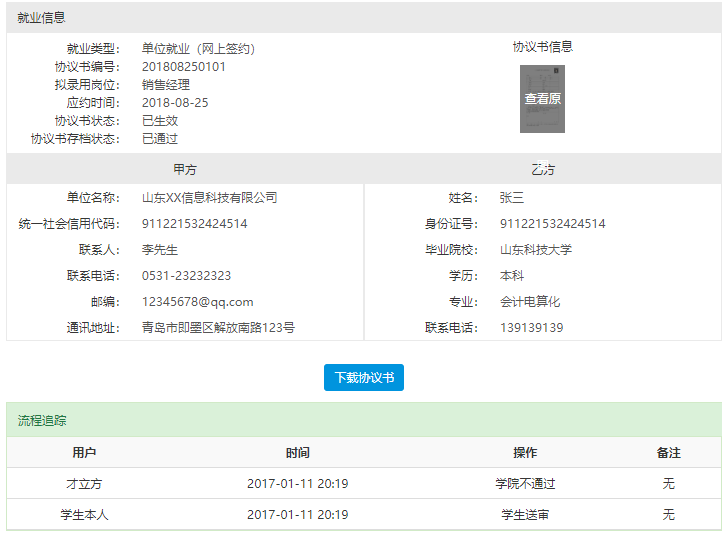 就业信息
就业类型: 单位就业（网上签约） 协议书信息
协议书编号: 201808250101
拟录用岗位: 销售经理
应约时间: 2018-08-25
查看原
协议书状态: 已生效
协议书存档状态: 已通过
甲方 乙方
单位名称: 山东XX信息科技有限公司 姓名: 张三
统一社会信用代码: 911221532424514 身份证号: 911221532424514
联系人: 李先生 毕业院校: 山东科技大学
联系电话: 0531-23232323 学历: 本科
邮编: 12345678@qq.com 专业: 会计电算化
通讯地址: 青岛市即墨区解放南路123号 联系电话: 139139139
下载协议书
流程追踪
用户 时间 操作 备注
才立方 2017-01-11 20:19 学院不通过 无
学生本人 2017-01-11 20:19 学生送审 无